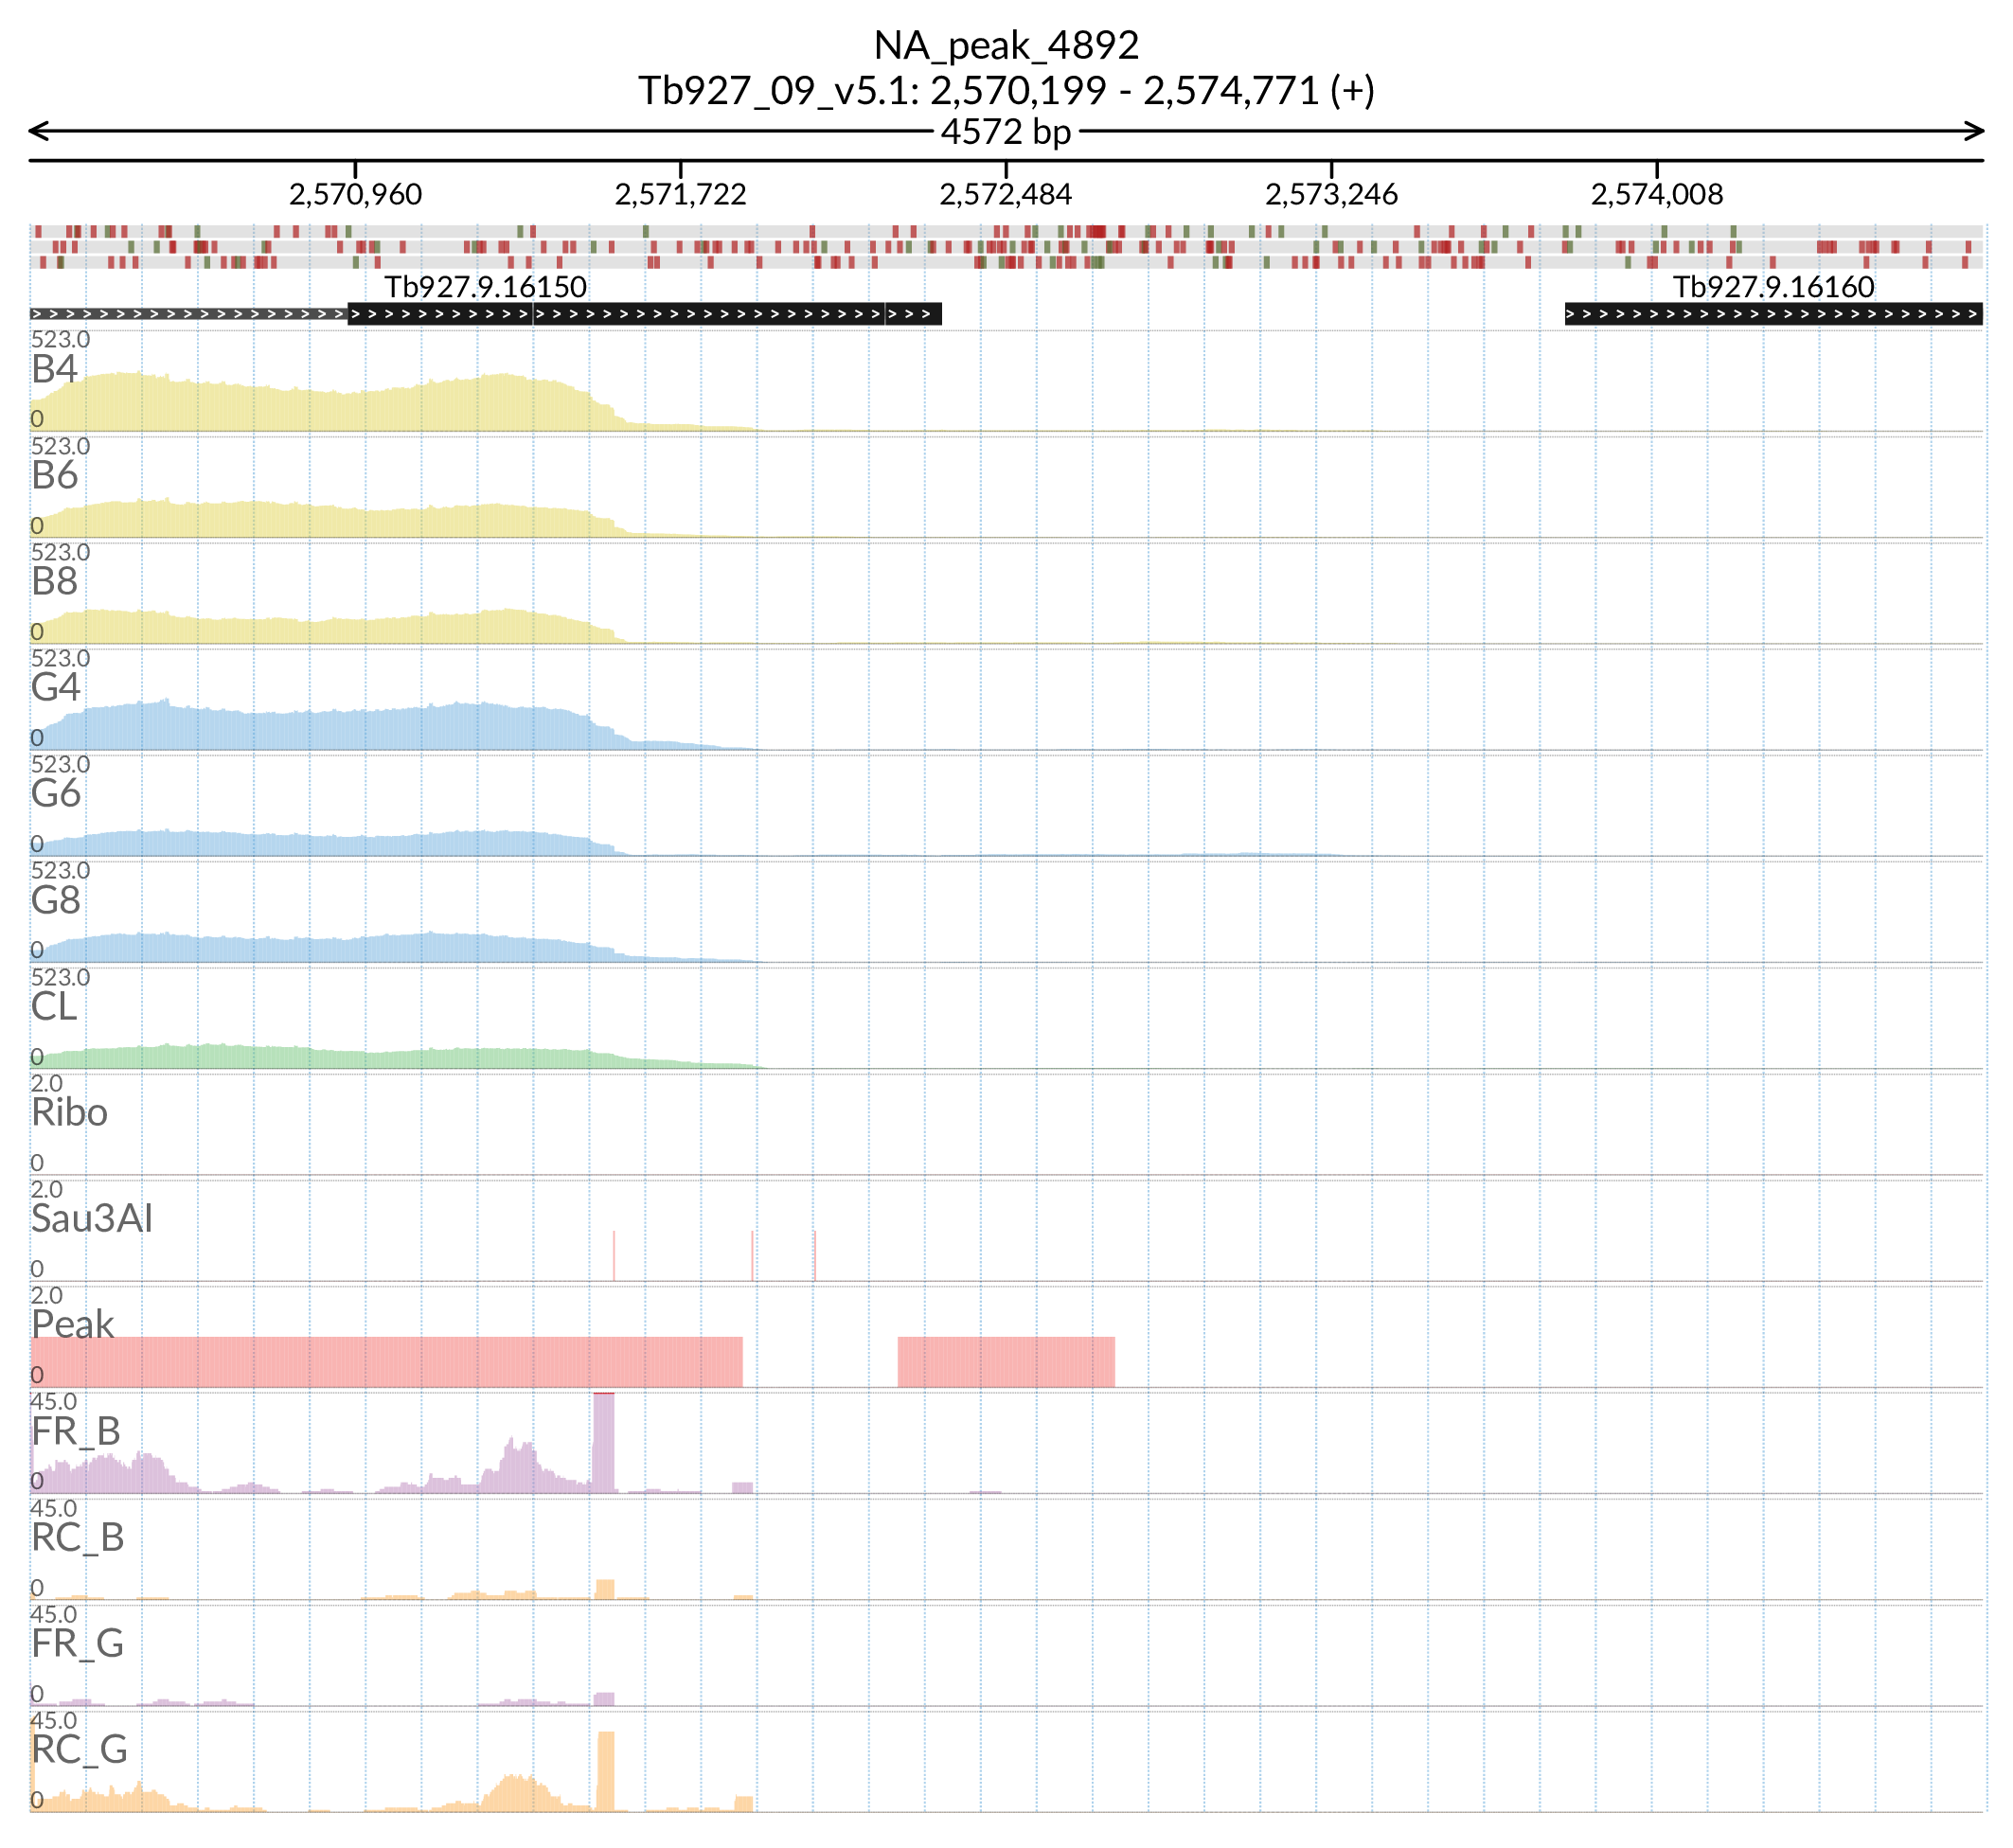 NA_peak_4892
Tb927_09_v5.1: 2,570,199 - 2,574,771 (+)
4572 bp
2,570,960 2,571,722 2,572,484 2,573,246 2,574,008
Tb927.9.16150 Tb927.9.16160
523.0
B4
0
523.0
B6
0
523.0
B8
0
523.0
G4
0
523.0
G6
0
523.0
G8
0
523.0
CL
0
2.0
Ribo
0
2.0
Sau3AI
0
2.0
Peak
0
45.0
FR_B
0
45.0
RC_B
0
45.0
FR_G
0
45.0
RC_G
0